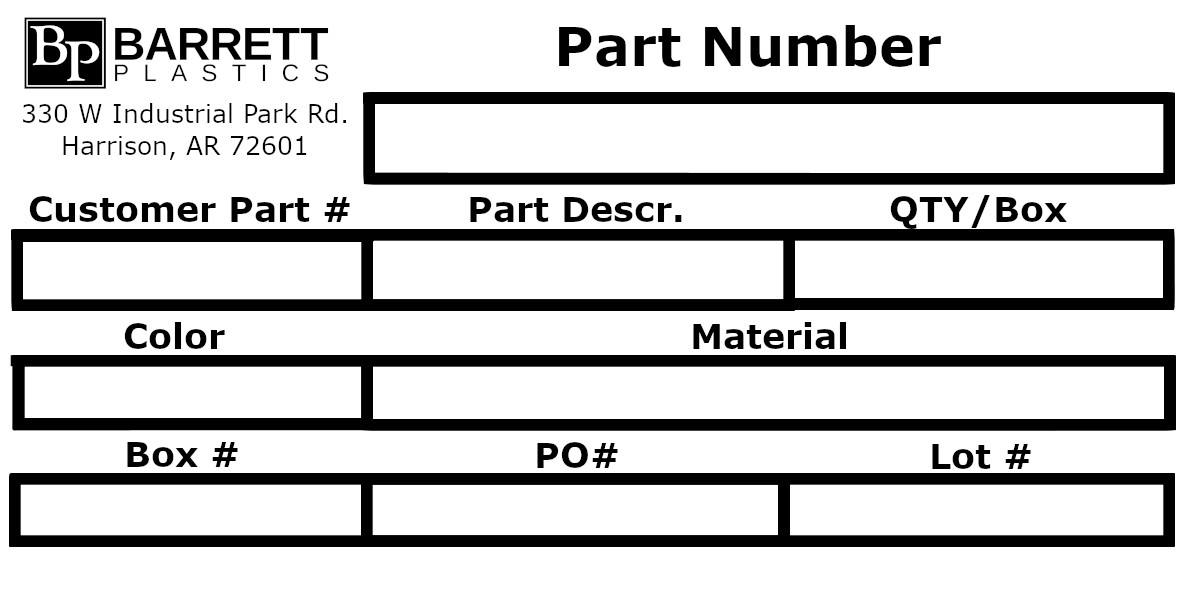 BP BARRETT
PLASTICS
330 W Industrial Park Rd.
Harrison, AR 72601
Part Number
Customer Part # Part Descr. QTY/Box
Color Material
Box # PO# Lot #